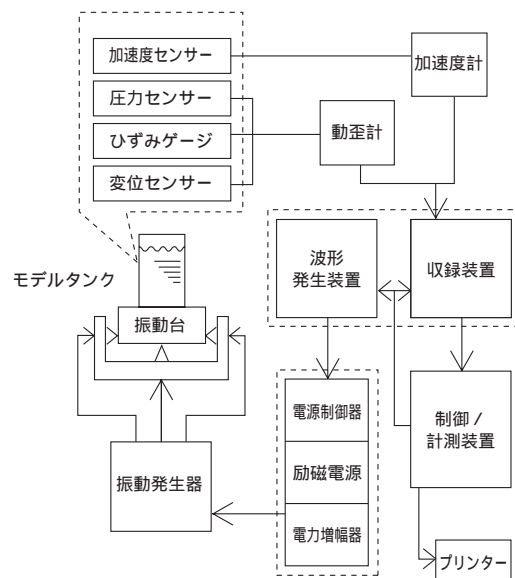 加速度センサー
圧力センサー
ひずみゲージ
変位センサー
加速度計
動歪計
モデルタンク
振動台
波形
発生装置
収録装置
電源制御器
励磁電源
電力増幅器
制御/
計測装置
振動発生器
プリンター